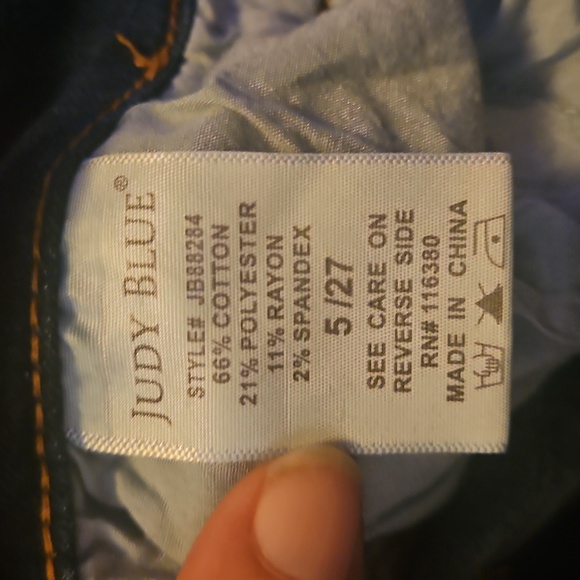 JUDY BLUE®
STYLE# JB88284
66% COTTON
21% POLYESTER
11% RAYON
2% SPANDEX
5 /27
SEE CARE ON
REVERSE SIDE
RN# 116380
MADE IN CHINA